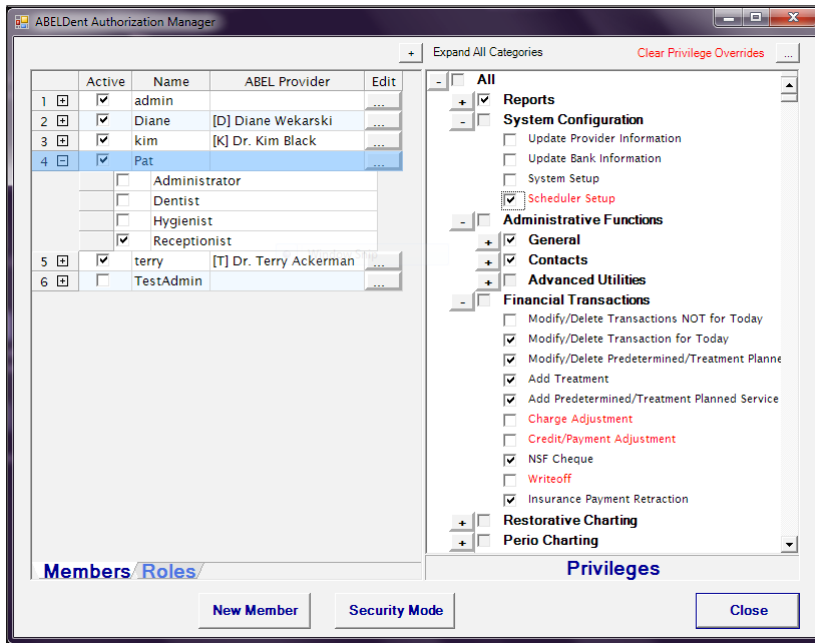 ABELDent Authorization Manager
+ Expand All Categories Clear Privilege Overrides ...
Active Name ABEL Provider Edit
1 admin ...
2 Diane [D] Diane Wekarski ...
3 kim [K] Dr. Kim Black ...
4 Pat ...
Administrator
Dentist
Hygienist
Receptionist
5 terry [T] Dr. Terry Ackerman ...
6 TestAdmin ...
Members Roles
All
Reports
System Configuration
Update Provider Information
Update Bank Information
System Setup
Scheduler Setup
Administrative Functions
General
Contacts
Advanced Utilities
Financial Transactions
Modify/Delete Transactions NOT for Today
Modify/Delete Transaction for Today
Modify/Delete Predetermined/Treatment Planne
Add Treatment
Add Predetermined/Treatment Planned Service
Charge Adjustment
Credit/Payment Adjustment
NSF Cheque
Writeoff
Insurance Payment Retraction
Restorative Charting
Perio Charting
Privileges
New Member Security Mode Close